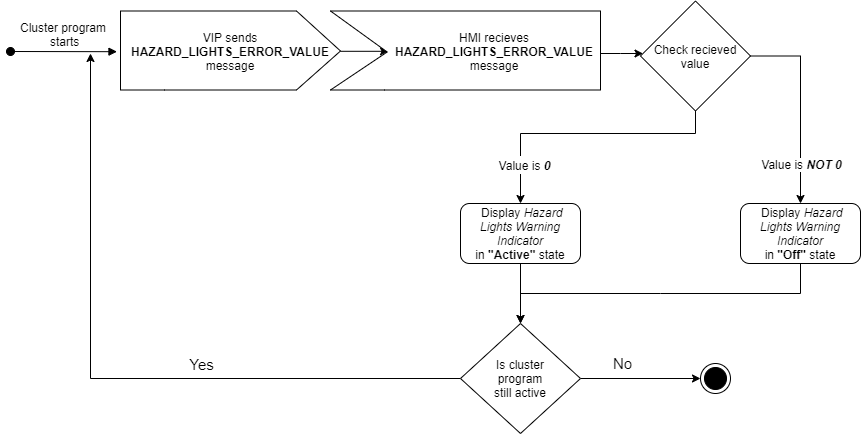 Cluster program
starts
VIP sends
HAZARD_LIGHTS_ERROR_VALUE
message
HMI recieves
HAZARD_LIGHTS_ERROR_VALUE
message
Check recieved
value
Value is 0
Value is NOT 0
Display Hazard
Lights Warning
Indicator
in "Active" state
Display Hazard
Lights Warning
Indicator
in "Off" state
Is cluster
program
still active
Yes
No